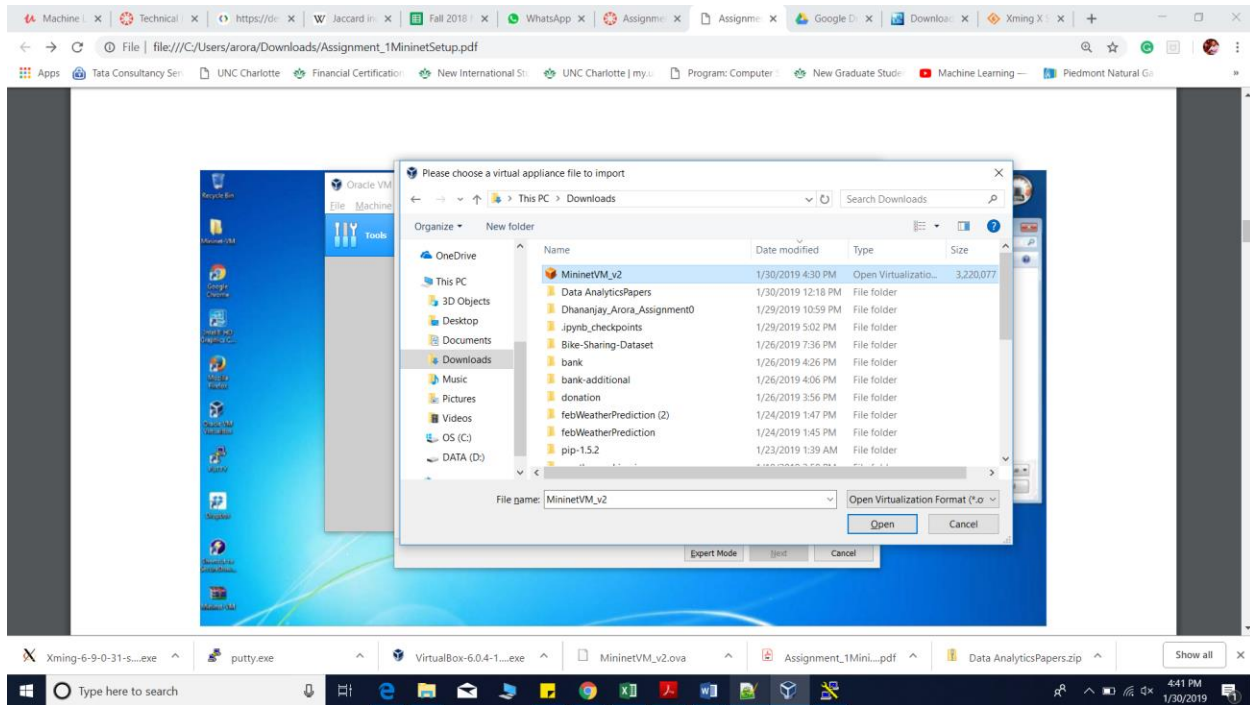 Machine L
Technical
https://de
Jaccard in
Fall 2018
WhatsApp
Assignme
Assignme
Google D
Downloac
Xming X
File | file:///C:/Users/arora/Downloads/Assignment_1MininetSetup.pdf
Apps
Tata Consultancy Ser
UNC Charlotte
Financial Certification
New International Stu
UNC Charlotte | my.u
Program: Computer S
New Graduate Studen
Machine Learning —
Piedmont Natural Ga
Please choose a virtual appliance file to import
This PC > Downloads
Search Downloads
Organize
New folder
OneDrive
This PC
3D Objects
Desktop
Documents
Downloads
Music
Pictures
Videos
OS (C:)
DATA (D:)
Name Date modified Type Size
MininetVM_v2 1/30/2019 4:30 PM Open Virtualizatio... 3,220,077
Data AnalyticsPapers 1/30/2019 12:18 PM File folder
Dhananjay_Arora_Assignment0 1/29/2019 10:59 PM File folder
.ipynb_checkpoints 1/29/2019 5:02 PM File folder
Bike-Sharing-Dataset 1/26/2019 7:36 PM File folder
bank 1/26/2019 4:26 PM File folder
bank-additional 1/26/2019 4:06 PM File folder
donation 1/26/2019 3:56 PM File folder
febWeatherPrediction (2) 1/24/2019 1:47 PM File folder
febWeatherPrediction 1/24/2019 1:45 PM File folder
pip-1.5.2 1/23/2019 1:39 AM File folder
File name: MininetVM_v2
Open Virtualization Format (*.o
Open
Cancel
Oracle VM
File Machine
Tools
Recycle Bin
Google Chrome
Expert Mode
Next
Cancel
Xming-6-9-0-31-s....exe
putty.exe
VirtualBox-6.0.4-1....exe
MininetVM_v2.ova
Assignment_1Mini....pdf
Data AnalyticsPapers.zip
Show all
Type here to search
4:41 PM
1/30/2019